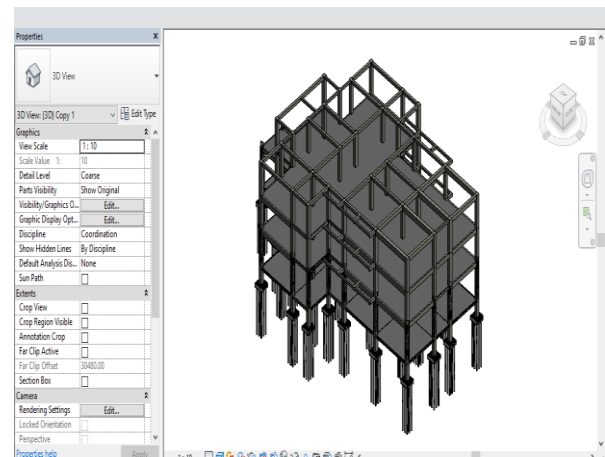 Properties X
3D View
3D View: {3D} Copy 1 Edit Type
Graphics
View Scale 1 : 10
Scale Value 1: 10
Detail Level Coarse
Parts Visibility Show Original
Visibility/Graphics O... Edit...
Graphic Display Opt... Edit...
Discipline Coordination
Show Hidden Lines By Discipline
Default Analysis Dis... None
Sun Path
Extents
Crop View
Crop Region Visible
Annotation Crop
Far Clip Active
Far Clip Offset 30480.00
Section Box
Camera
Rendering Settings Edit...
Locked Orientation
Perspective
Properties help Apply
1 : 10